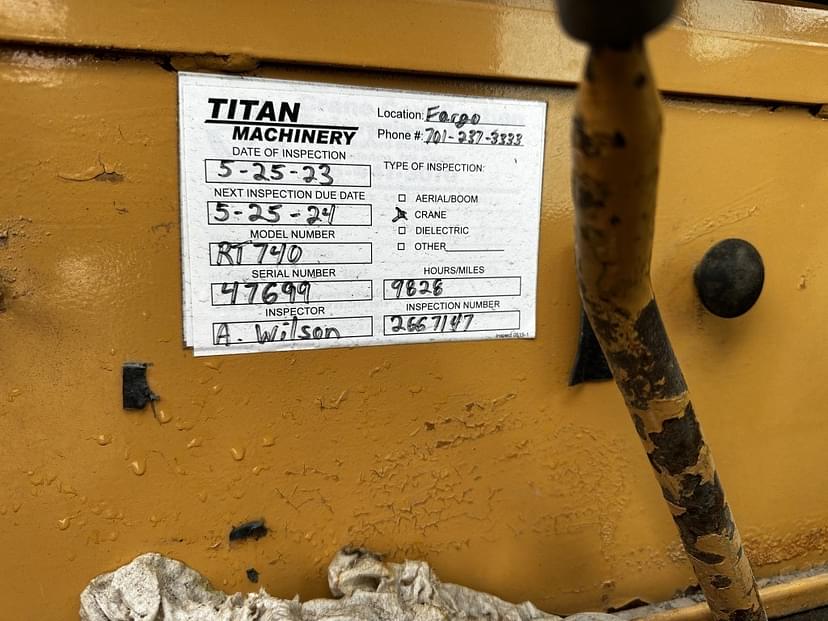 TITAN
MACHINERY
Location: Fargo
Phone #: 701-237-3333
DATE OF INSPECTION
5-25-23
NEXT INSPECTION DUE DATE
5-25-24
MODEL NUMBER
RT 740
SERIAL NUMBER
47699
INSPECTOR
A. Wilson
TYPE OF INSPECTION:
AERIAL/BOOM
CRANE
DIELECTRIC
OTHER
HOURS/MILES
9828
INSPECTION NUMBER
2667147